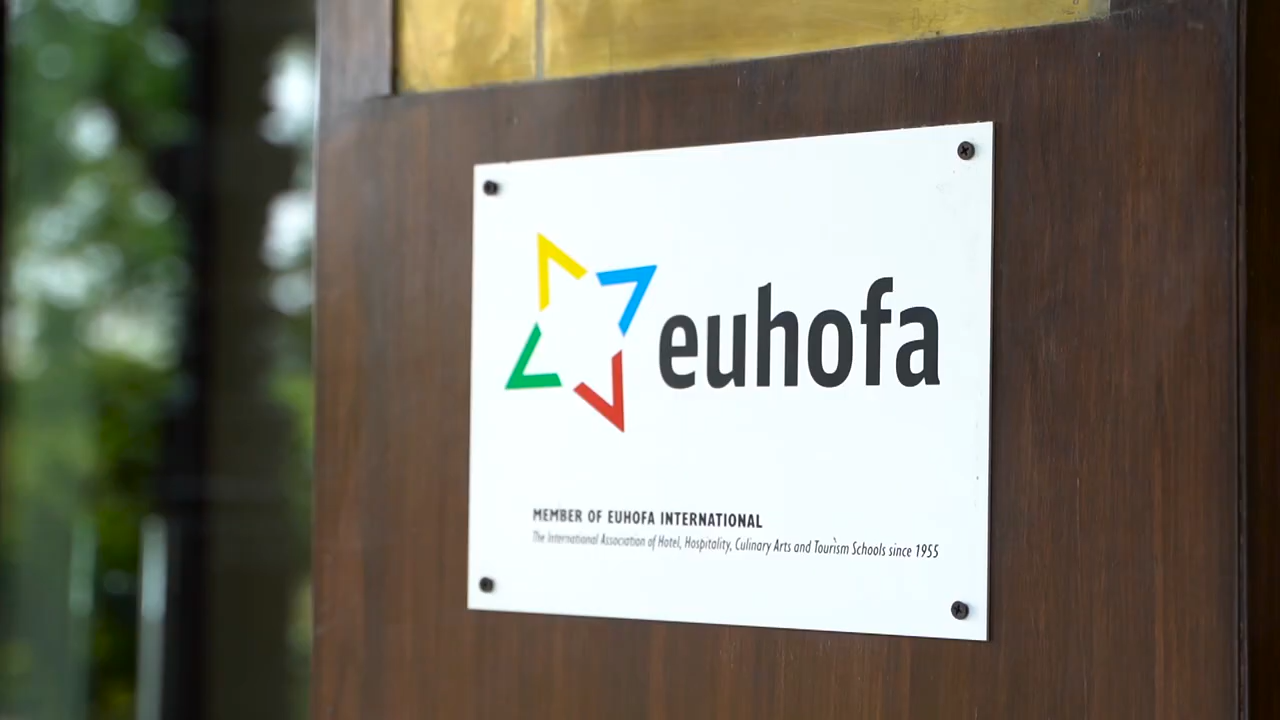 euhofa
MEMBER OF EUHOFA INTERNATIONAL
The International Association of Hotel, Hospitality, Culinary Arts and Tourism Schools since 1955